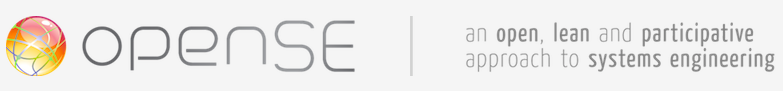 openSE
an open, lean and participative
approach to systems engineering